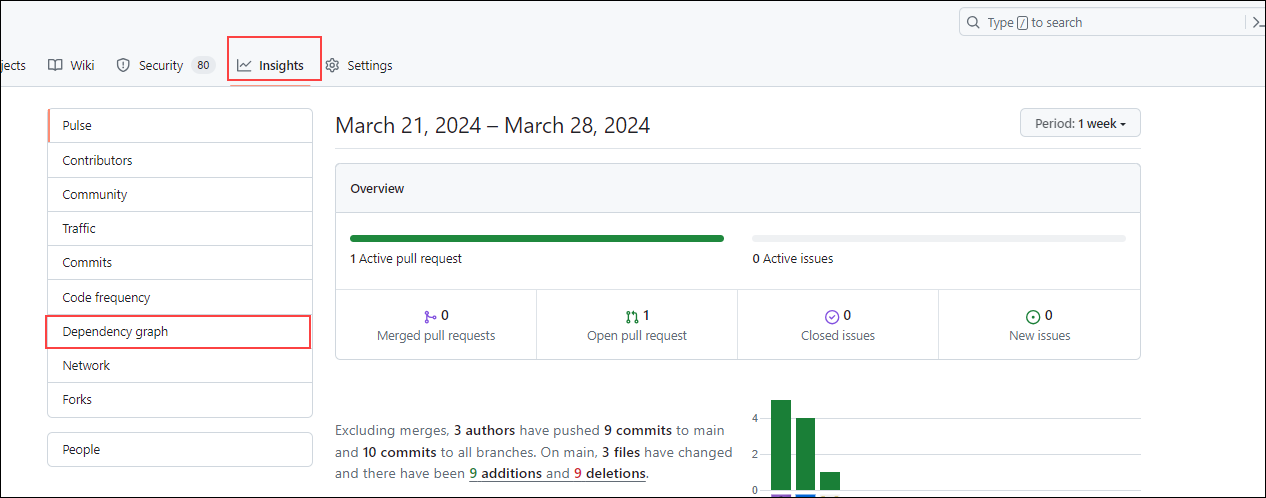 Type / to search
jects Wiki Security 80 Insights Settings
Pulse
Contributors
Community
Traffic
Commits
Code frequency
Dependency graph
Network
Forks
People
March 21, 2024 – March 28, 2024
Period: 1 week
Overview
1 Active pull request
0 Active issues
0
Merged pull requests
1
Open pull request
0
Closed issues
0
New issues
Excluding merges, 3 authors have pushed 9 commits to main
and 10 commits to all branches. On main, 3 files have changed
and there have been 9 additions and 9 deletions.
4
2
0